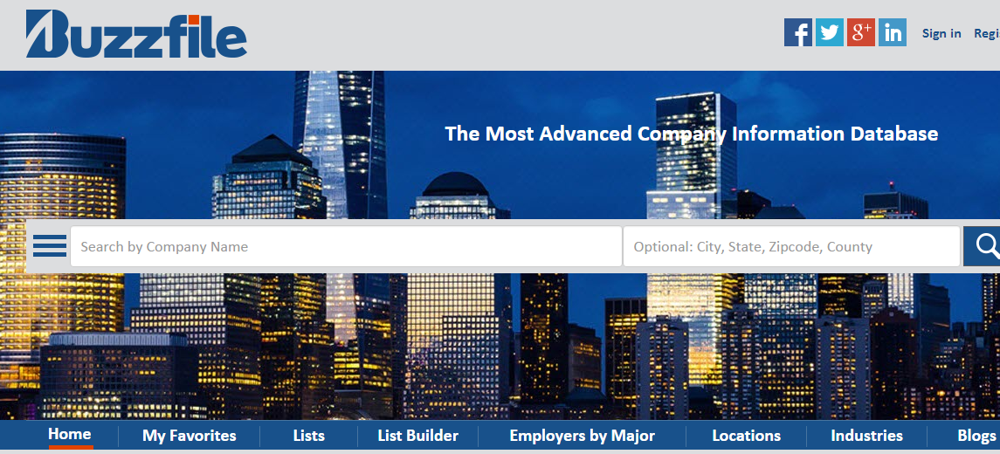 Buzzfile
Sign in
The Most Advanced Company Information Database
Search by Company Name
Optional: City, State, Zipcode, County
Home
My Favorites
Lists
List Builder
Employers by Major
Locations
Industries
Blogs